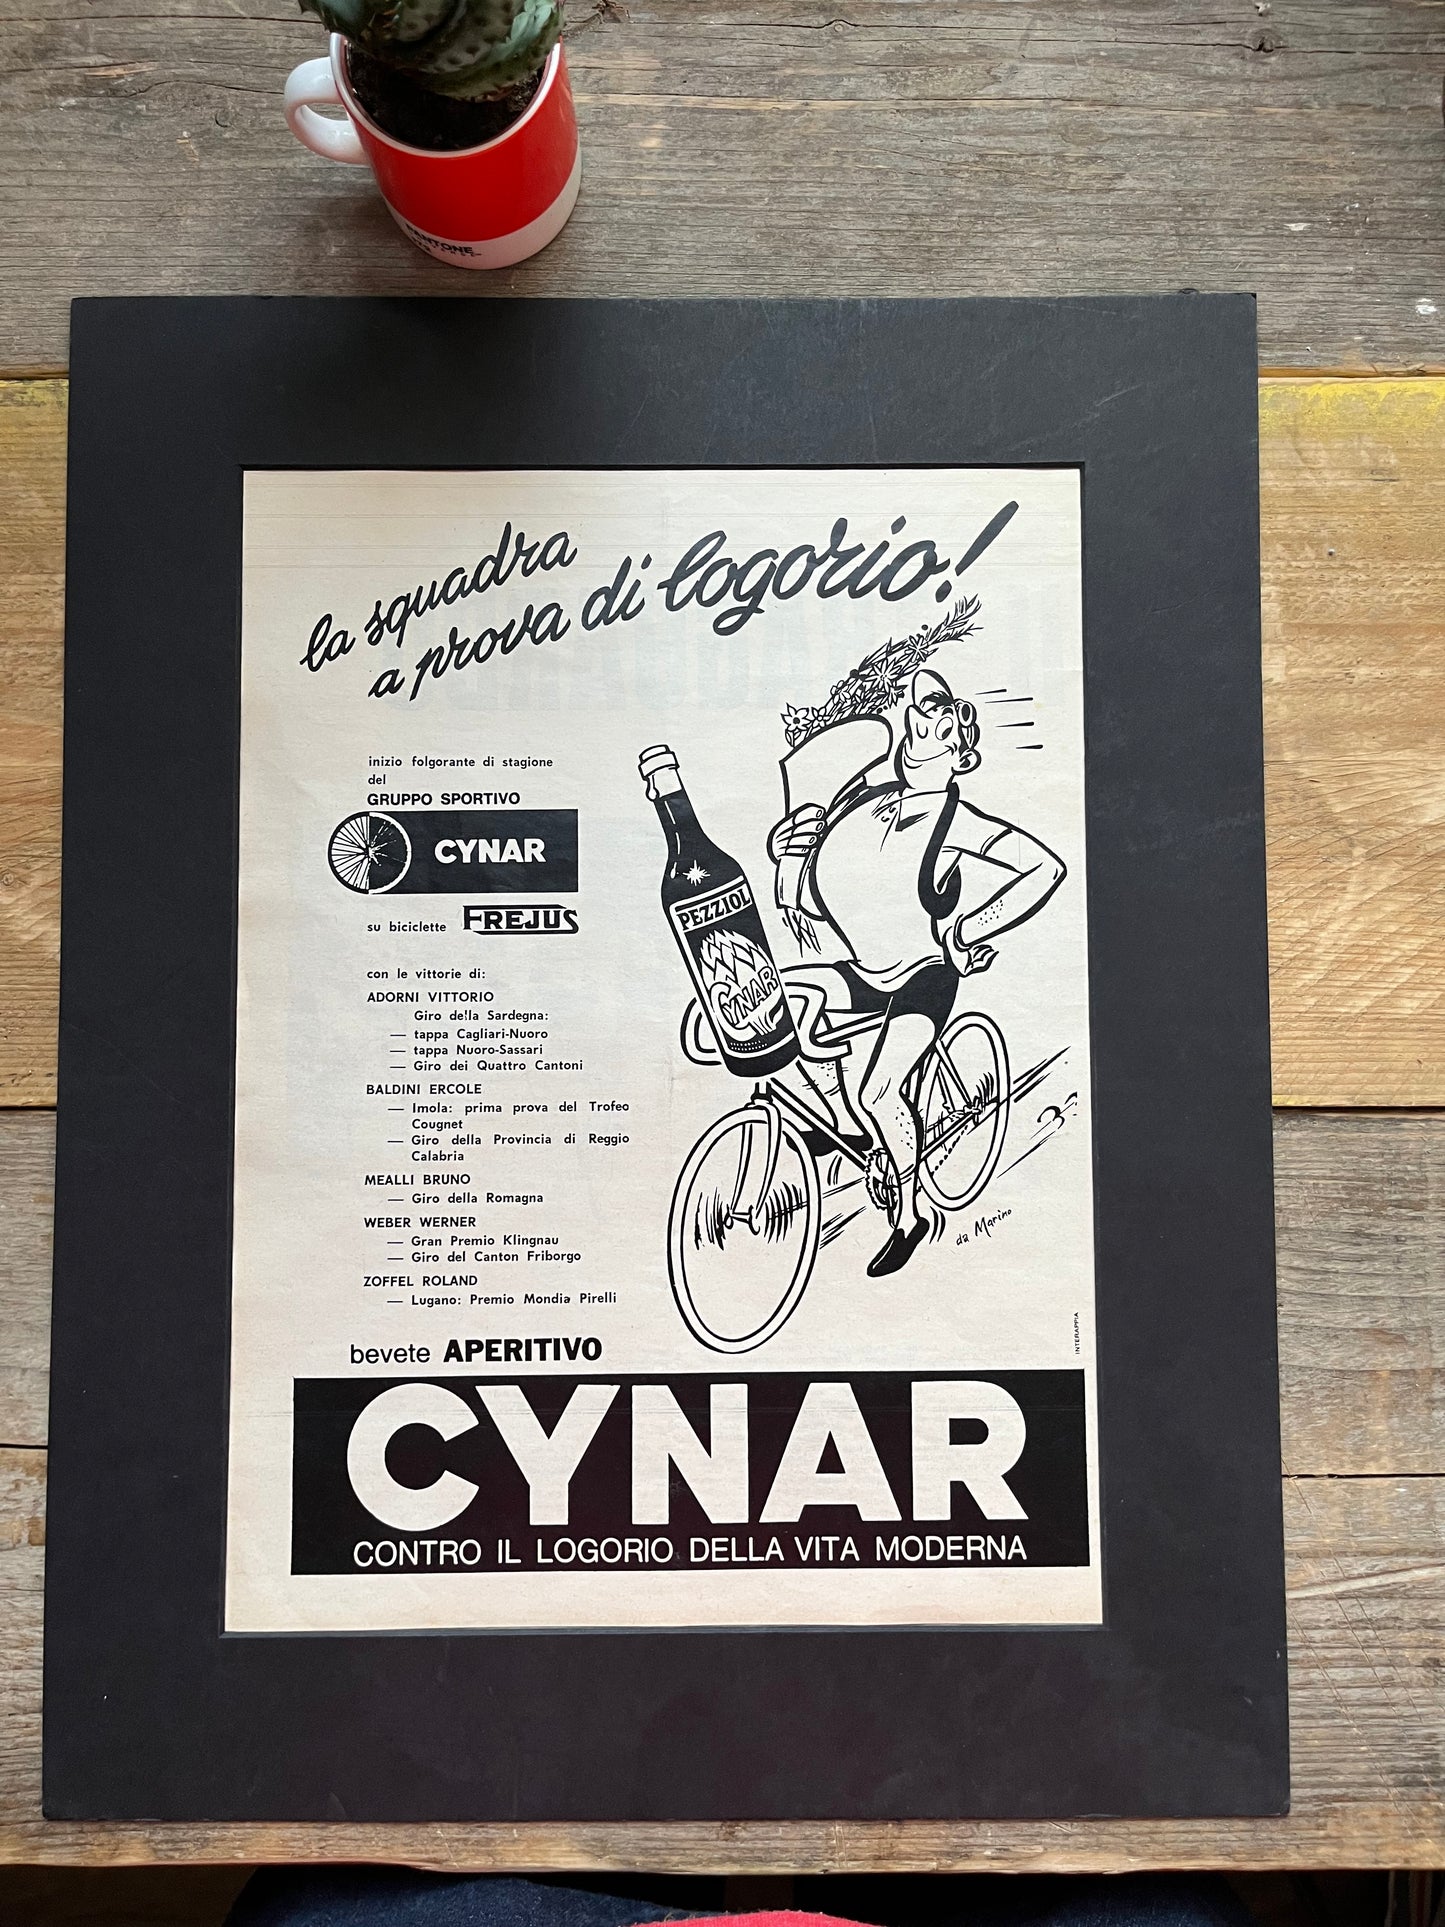 PANTONE
la squadra
a prova di logorio!
inizio folgorante di stagione
del
GRUPPO SPORTIVO
CYNAR
su biciclette FREJUS
con le vittorie di:
ADORNI VITTORIO
Giro della Sardegna:
— tappa Cagliari-Nuoro
— tappa Nuoro-Sassari
— Giro dei Quattro Cantoni
BALDINI ERCOLE
— Imola: prima prova del Trofeo
Cougnet
— Giro della Provincia di Reggio
Calabria
MEALLI BRUNO
— Giro della Romagna
WEBER WERNER
— Gran Premio Klingnau
— Giro del Canton Friborgo
ZOFFEL ROLAND
— Lugano: Premio Mondia Pirelli
PEZZIOL
CYNAR
da Marino
INTERAPPIA
bevete APERITIVO
CYNAR
CONTRO IL LOGORIO DELLA VITA MODERNA